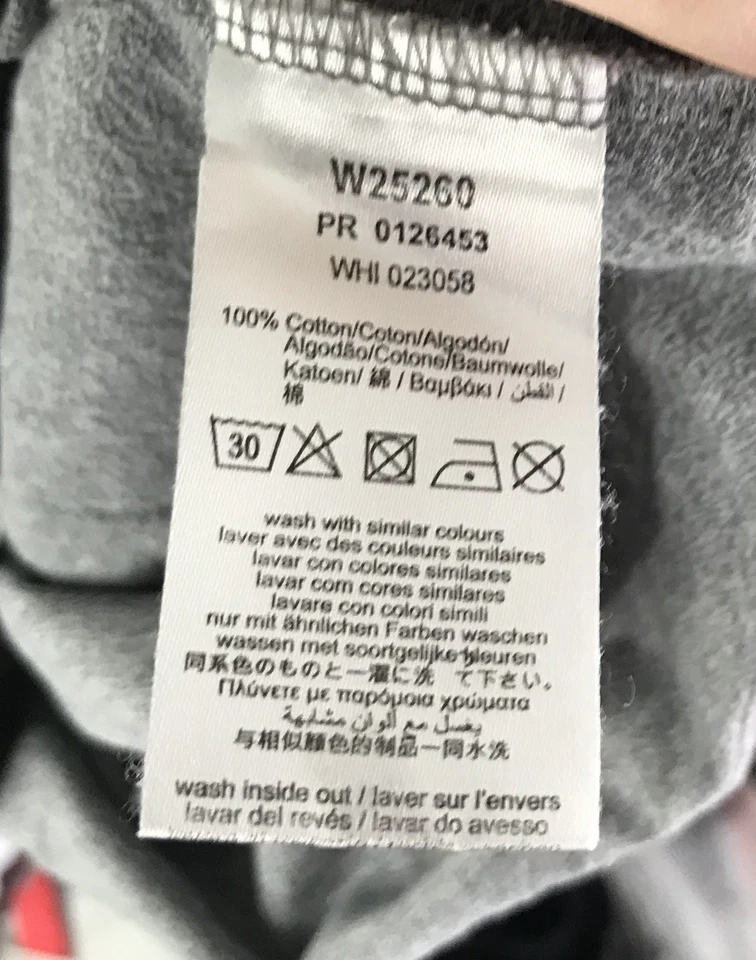 W25260
PR 0126453
WHI 023058
100% Cotton/Coton/Algodón/
Algodão/Cotone/Baumwolle/
Katoen/ 綿 / Βαμβάκι / القطن /
棉
30
wash with similar colours
laver avec des couleurs similaires
lavar con colores similares
lavar com cores similares
lavare con colori simili
nur mit ähnlichen Farben waschen
wassen met soortgelijke kleuren
同系色のものと一濯に洗 て下さい。
Πλύνετε με παρόμοια χρώματα
يغسل مع ألوان مشابهة
与相似颜色的制品一同水洗
wash inside out / laver sur l'envers
lavar del revés / lavar do avesso